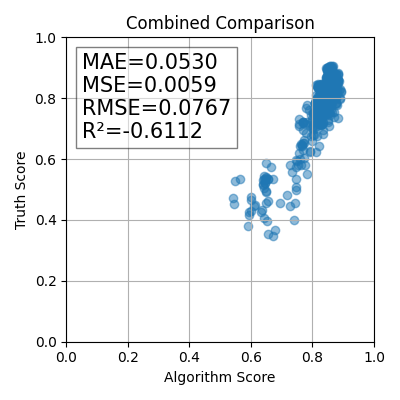 Combined Comparison
MAE=0.0530
MSE=0.0059
RMSE=0.0767
R²=-0.6112
Truth Score
1.0
0.8
0.6
0.4
0.2
0.0
0.0 0.2 0.4 0.6 0.8 1.0
Algorithm Score